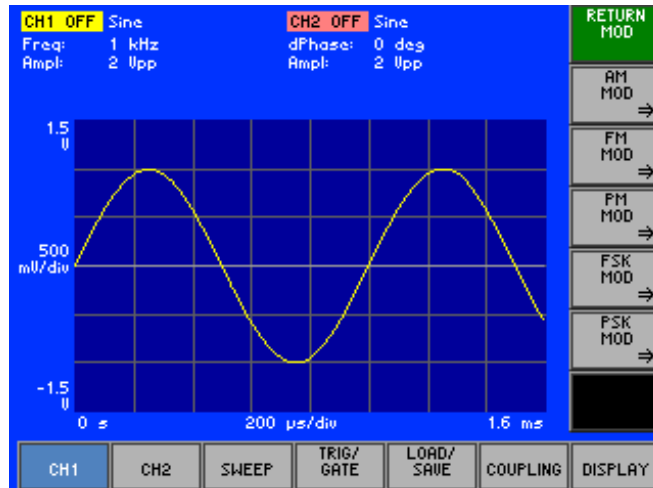 CH1 OFF Sine
Freq: 1 kHz
Ampl: 2 Vpp
CH2 OFF Sine
dPhase: 0 deg
Ampl: 2 Vpp
RETURN
MOD
AM
MOD
FM
MOD
PM
MOD
FSK
MOD
PSK
MOD
1.5
V
500
mV/div
-1.5
V
0 s
200 µs/div
1.6 ms
CH1
CH2
SWEEP
TRIG/
GATE
LOAD/
SAVE
COUPLING
DISPLAY